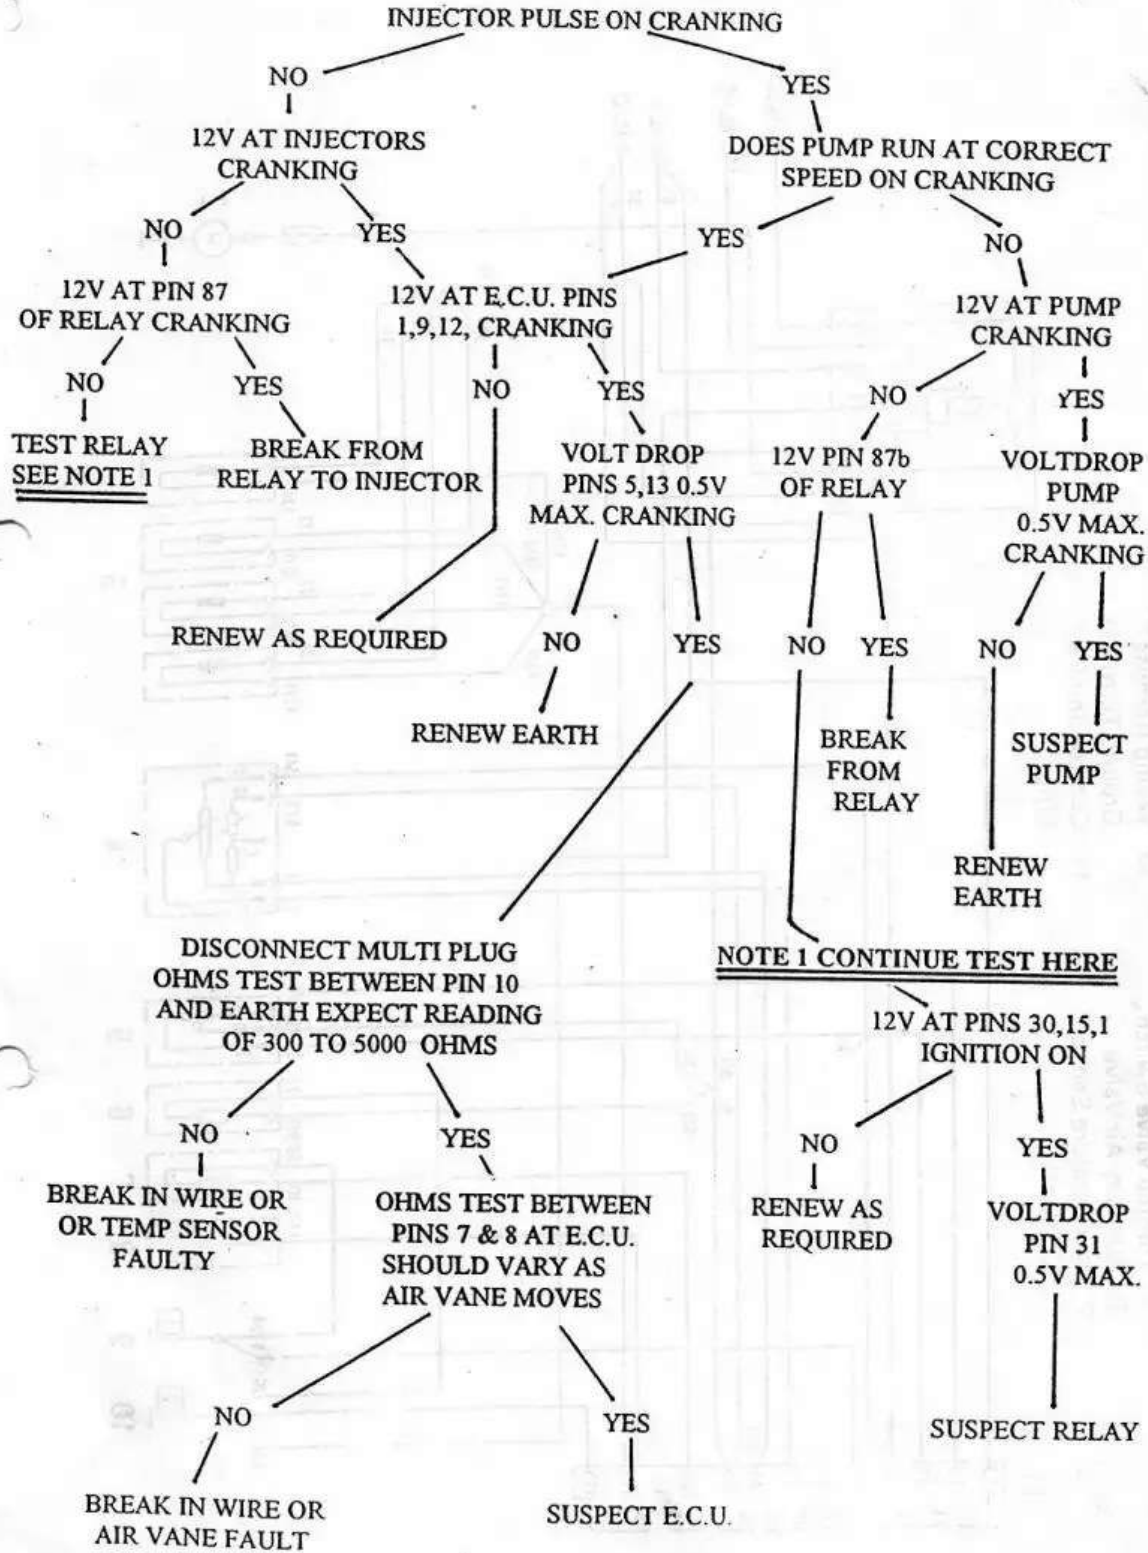 INJECTOR PULSE ON CRANKING
NO
YES
12V AT INJECTORS
CRANKING
DOES PUMP RUN AT CORRECT
SPEED ON CRANKING
NO
YES
YES
NO
12V AT PIN 87
OF RELAY CRANKING
12V AT E.C.U. PINS
1,9,12, CRANKING
12V AT PUMP
CRANKING
NO
YES
NO
YES
NO
YES
TEST RELAY
SEE NOTE 1
BREAK FROM
RELAY TO INJECTOR
VOLT DROP
PINS 5,13 0.5V
MAX. CRANKING
12V PIN 87b
OF RELAY
VOLTDROP
PUMP
0.5V MAX.
CRANKING
RENEW AS REQUIRED
NO
YES
NO
YES
NO
YES
RENEW EARTH
BREAK
FROM
RELAY
SUSPECT
PUMP
RENEW
EARTH
DISCONNECT MULTI PLUG
OHMS TEST BETWEEN PIN 10
AND EARTH EXPECT READING
OF 300 TO 5000 OHMS
NOTE 1 CONTINUE TEST HERE
12V AT PINS 30,15,1
IGNITION ON
NO
YES
NO
YES
BREAK IN WIRE OR
OR TEMP SENSOR
FAULTY
OHMS TEST BETWEEN
PINS 7 & 8 AT E.C.U.
SHOULD VARY AS
AIR VANE MOVES
RENEW AS
REQUIRED
VOLTDROP
PIN 31
0.5V MAX.
NO
YES
SUSPECT RELAY
BREAK IN WIRE OR
AIR VANE FAULT
SUSPECT E.C.U.